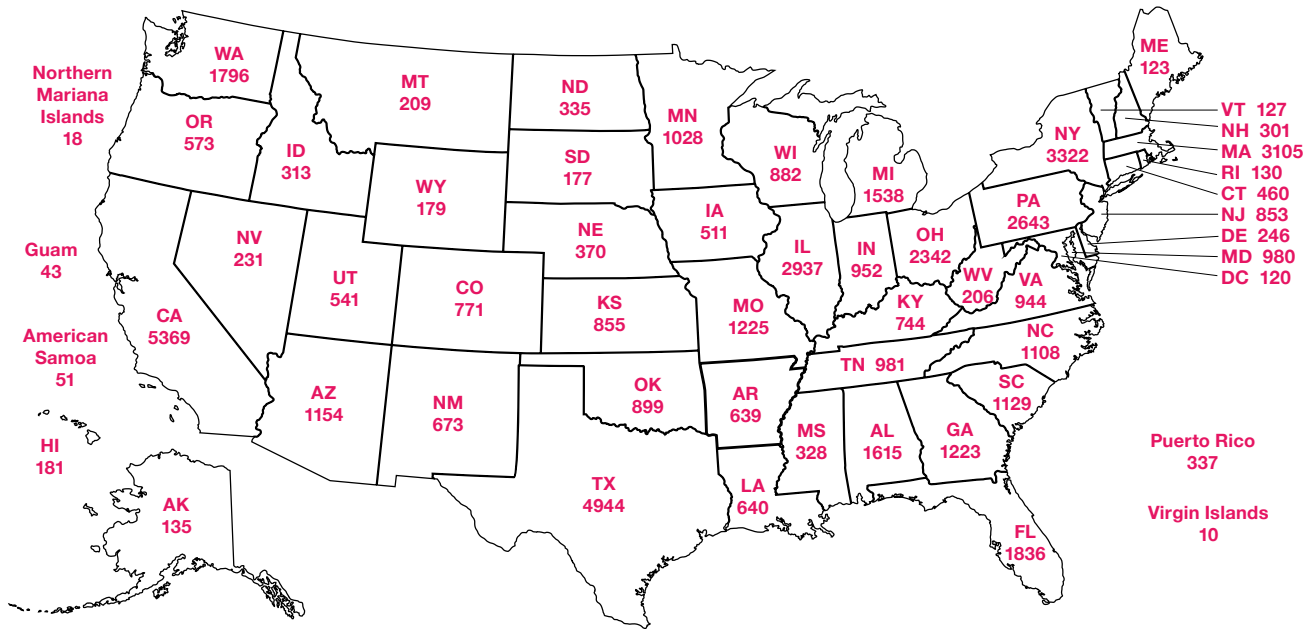 Northern
Mariana
Islands
18
Guam
43
American
Samoa
51
HI
181
AK
135
WA
1796
OR
573
CA
5369
NV
231
ID
313
MT
209
WY
179
UT
541
CO
771
AZ
1154
NM
673
ND
335
SD
177
NE
370
KS
855
OK
899
TX
4944
MN
1028
IA
511
MO
1225
AR
639
LA
640
WI
882
IL
2937
MI
1538
IN
952
OH
2342
KY
744
TN 981
MS
328
AL
1615
GA
1223
FL
1836
SC
1129
NC
1108
VA
944
WV
206
PA
2643
NY
3322
ME
123
VT 127
NH 301
MA 3105
RI 130
CT 460
NJ 853
DE 246
MD 980
DC 120
Puerto Rico
337
Virgin Islands
10